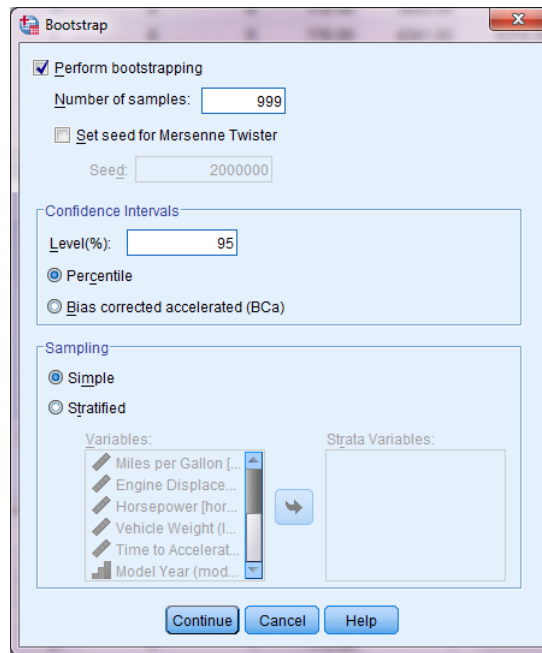 Bootstrap
Perform bootstrapping
Number of samples: 999
Set seed for Mersenne Twister
Seed: 2000000
Confidence Intervals
Level(%): 95
Percentile
Bias corrected accelerated (BCa)
Sampling
Simple
Stratified
Variables:
Strata Variables:
Miles per Gallon [...
Engine Displace...
Horsepower [hor...
Vehicle Weight (l...
Time to Accelerat...
Model Year (mod...
Continue
Cancel
Help